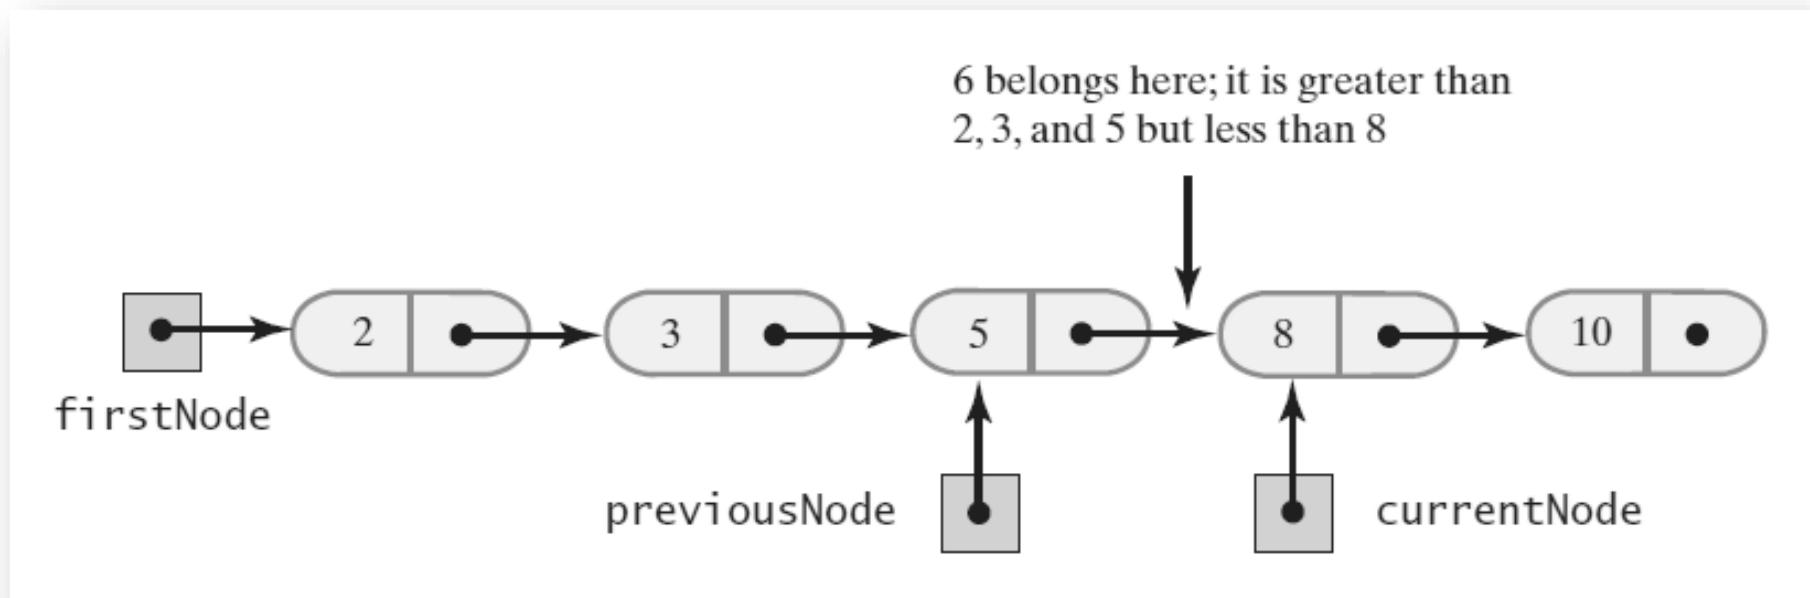 6 belongs here; it is greater than
2, 3, and 5 but less than 8
2 3 5 8 10
firstNode
previousNode currentNode